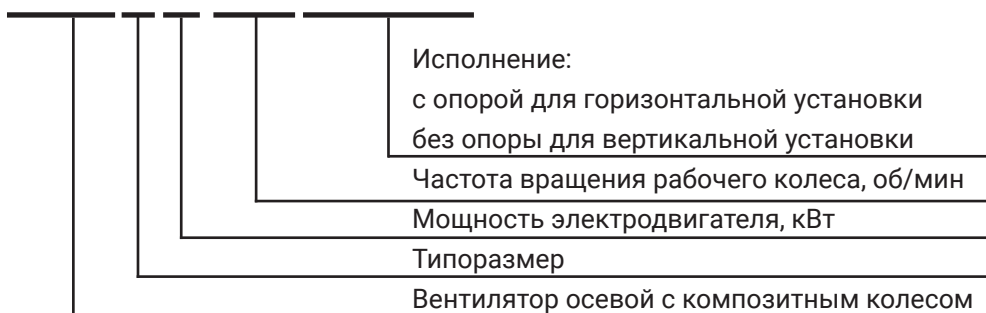 Исполнение:
с опорой для горизонтальной установки
без опоры для вертикальной установки
Частота вращения рабочего колеса, об/мин
Мощность электродвигателя, кВт
Типоразмер
Вентилятор осевой с композитным колесом